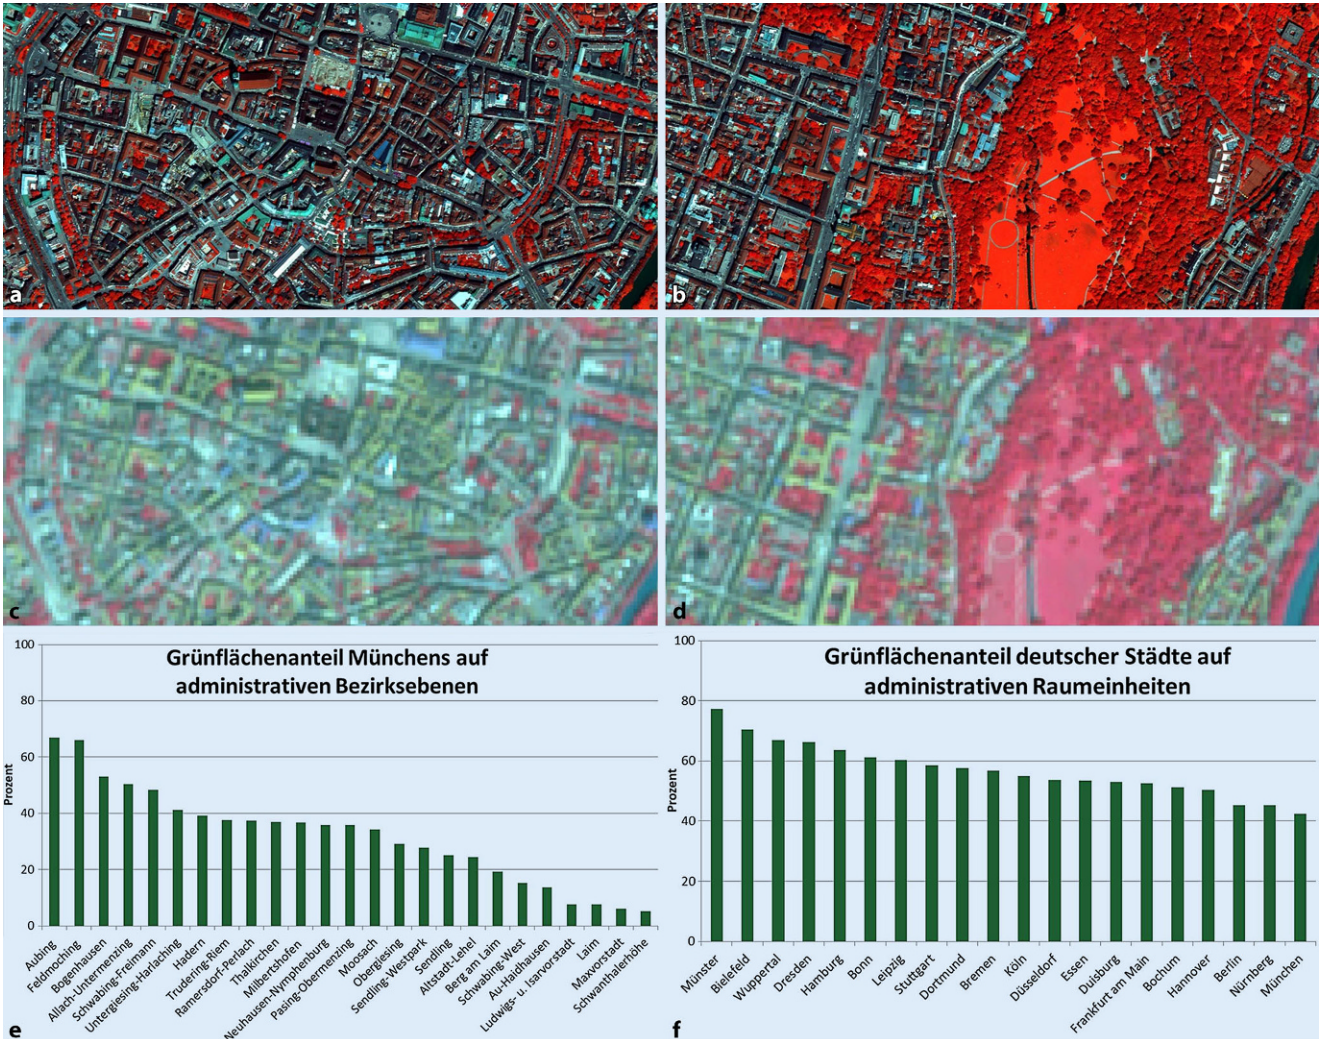 a
b
c
d
Grünflächenanteil Münchens auf
administrativen Bezirksebenen
Prozent
100
80
60
40
20
0
Aubing
Feldmoching
Bogenhausen
Allach-Untermenzing
Schwabing-Freimann
Untergiesing-Harlaching
Hadern
Trudering-Riem
Ramersdorf-Perlach
Thalkirchen
Milbertshofen
Neuhausen-Nymphenburg
Pasing-Obermenzing
Moosach
Obergiesing
Sendling-Westpark
Sendling
Altstadt-Lehel
Berg am Laim
Schwabing-West
Au-Haidhausen
Ludwigs- u. Isarvorstadt
Laim
Maxvorstadt
Schwanthalerhöhe
e
Grünflächenanteil deutscher Städte auf
administrativen Raumeinheiten
Prozent
100
80
60
40
20
0
Münster
Bielefeld
Wuppertal
Dresden
Hamburg
Bonn
Leipzig
Stuttgart
Dortmund
Bremen
Köln
Düsseldorf
Essen
Duisburg
Frankfurt am Main
Bochum
Hannover
Berlin
Nürnberg
München
f